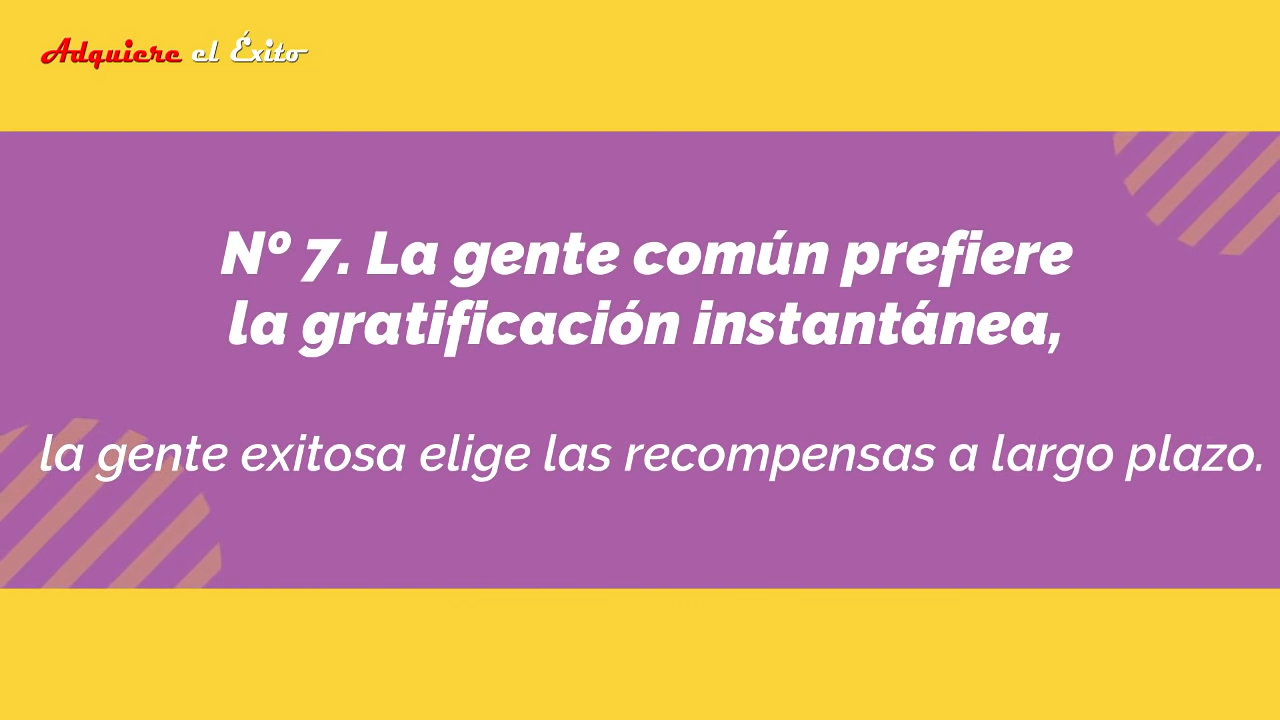 Adquiere el Éxito
Nº 7. La gente común prefiere
la gratificación instantánea,
la gente exitosa elige las recompensas a largo plazo.